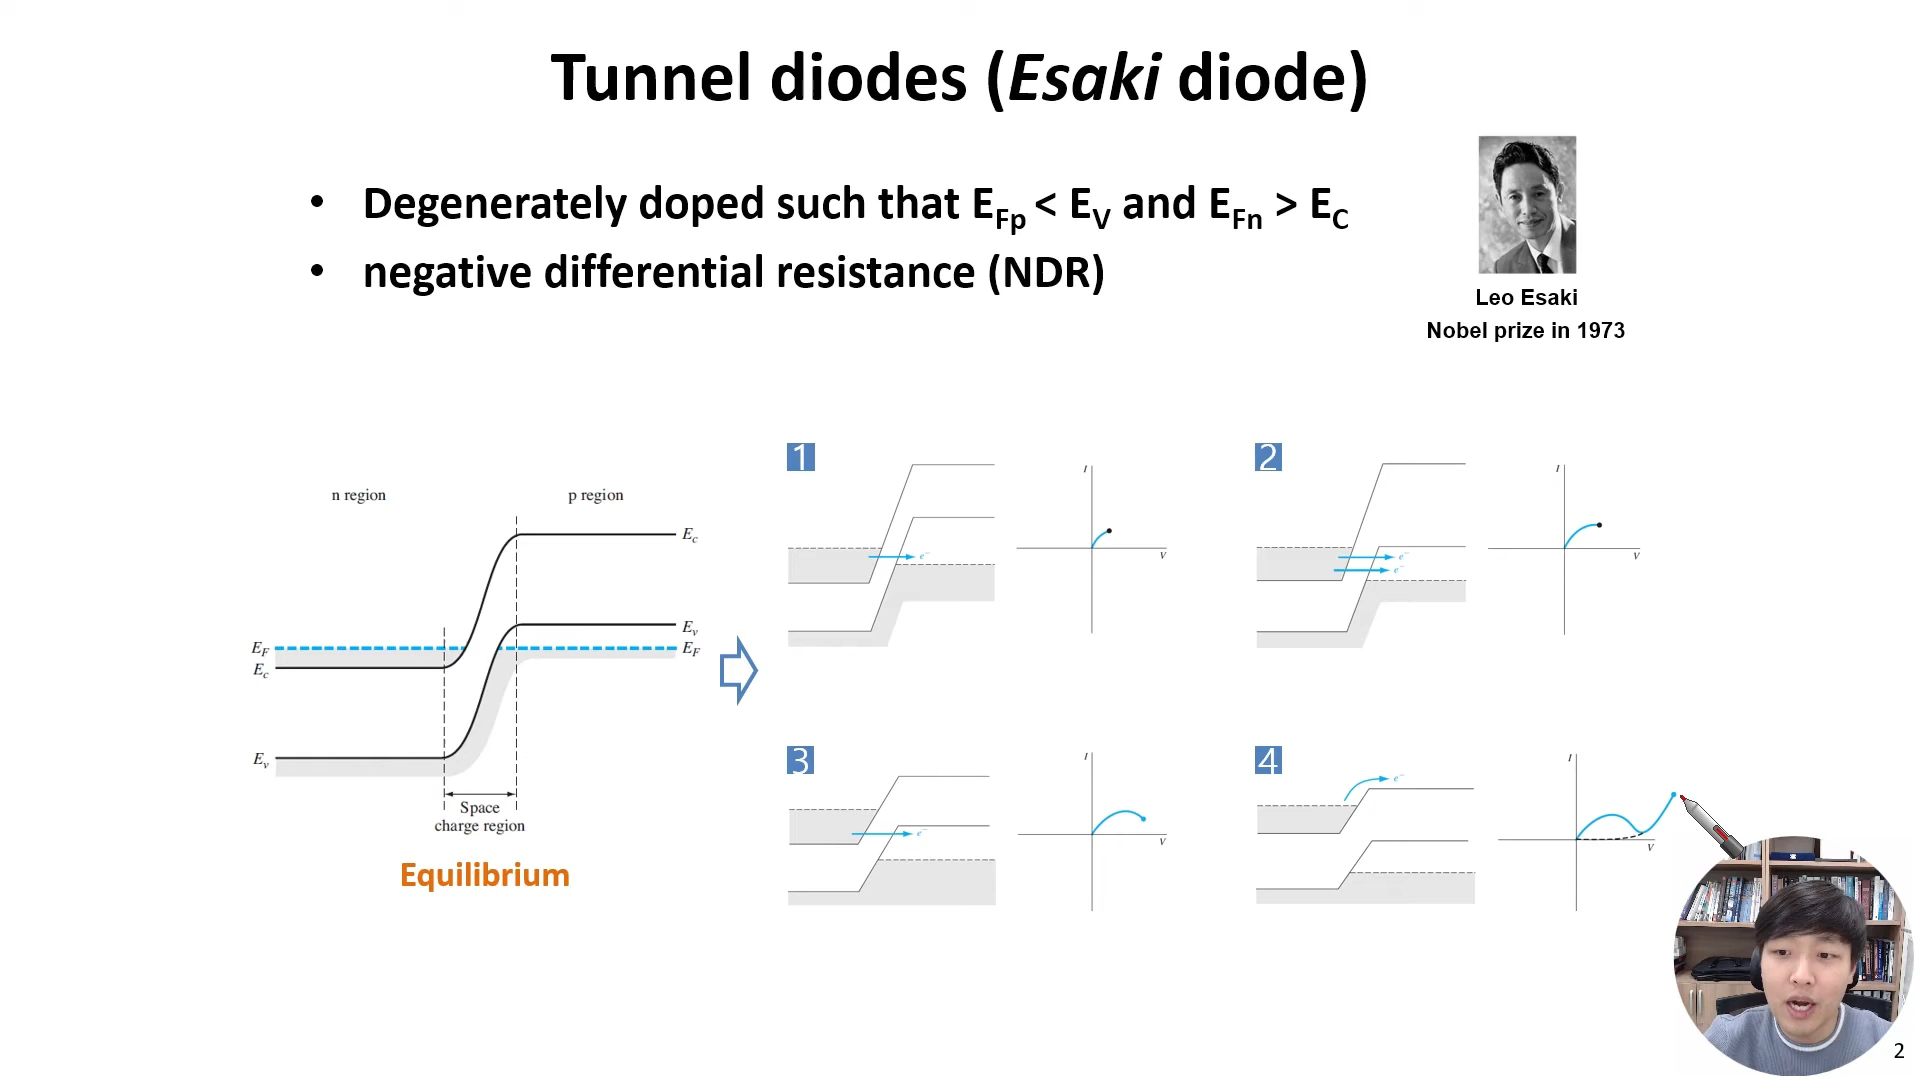 Tunnel diodes (Esaki diode)
• Degenerately doped such that E_Fp < E_V and E_Fn > E_C
• negative differential resistance (NDR)
Leo Esaki
Nobel prize in 1973
n region
p region
E_c
E_v
E_F
E_F
E_c
E_v
Space
charge region
Equilibrium
1
e⁻
I
V
2
e⁻
e⁻
I
V
3
e⁻
I
V
4
e⁻
I
V
2